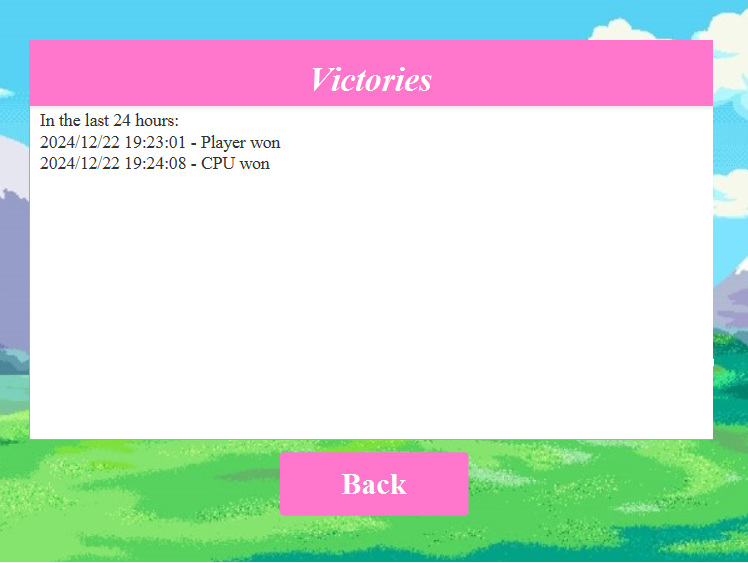 Victories
In the last 24 hours:
2024/12/22 19:23:01 - Player won
2024/12/22 19:24:08 - CPU won
Back